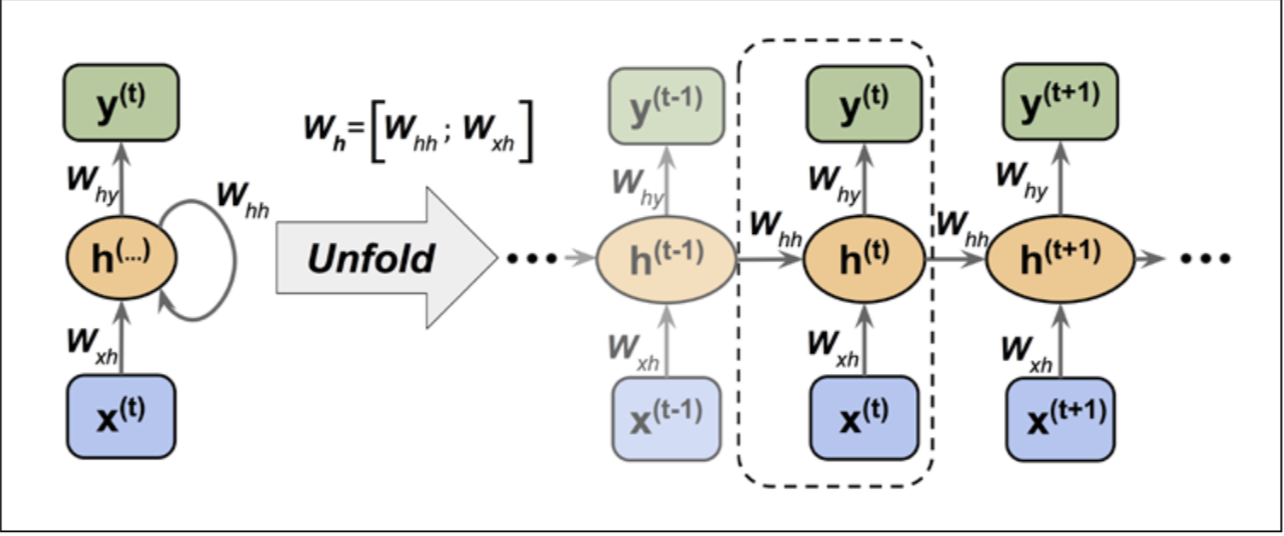 y(t)
W_h=[W_hh ; W_xh]
y(t-1)
y(t)
y(t+1)
W_hy
W_hh
W_hy
W_hy
W_hy
h(...)
Unfold
•••
h(t-1)
W_hh
h(t)
W_hh
h(t+1)
•••
W_xh
W_xh
W_xh
W_xh
x(t)
x(t-1)
x(t)
x(t+1)